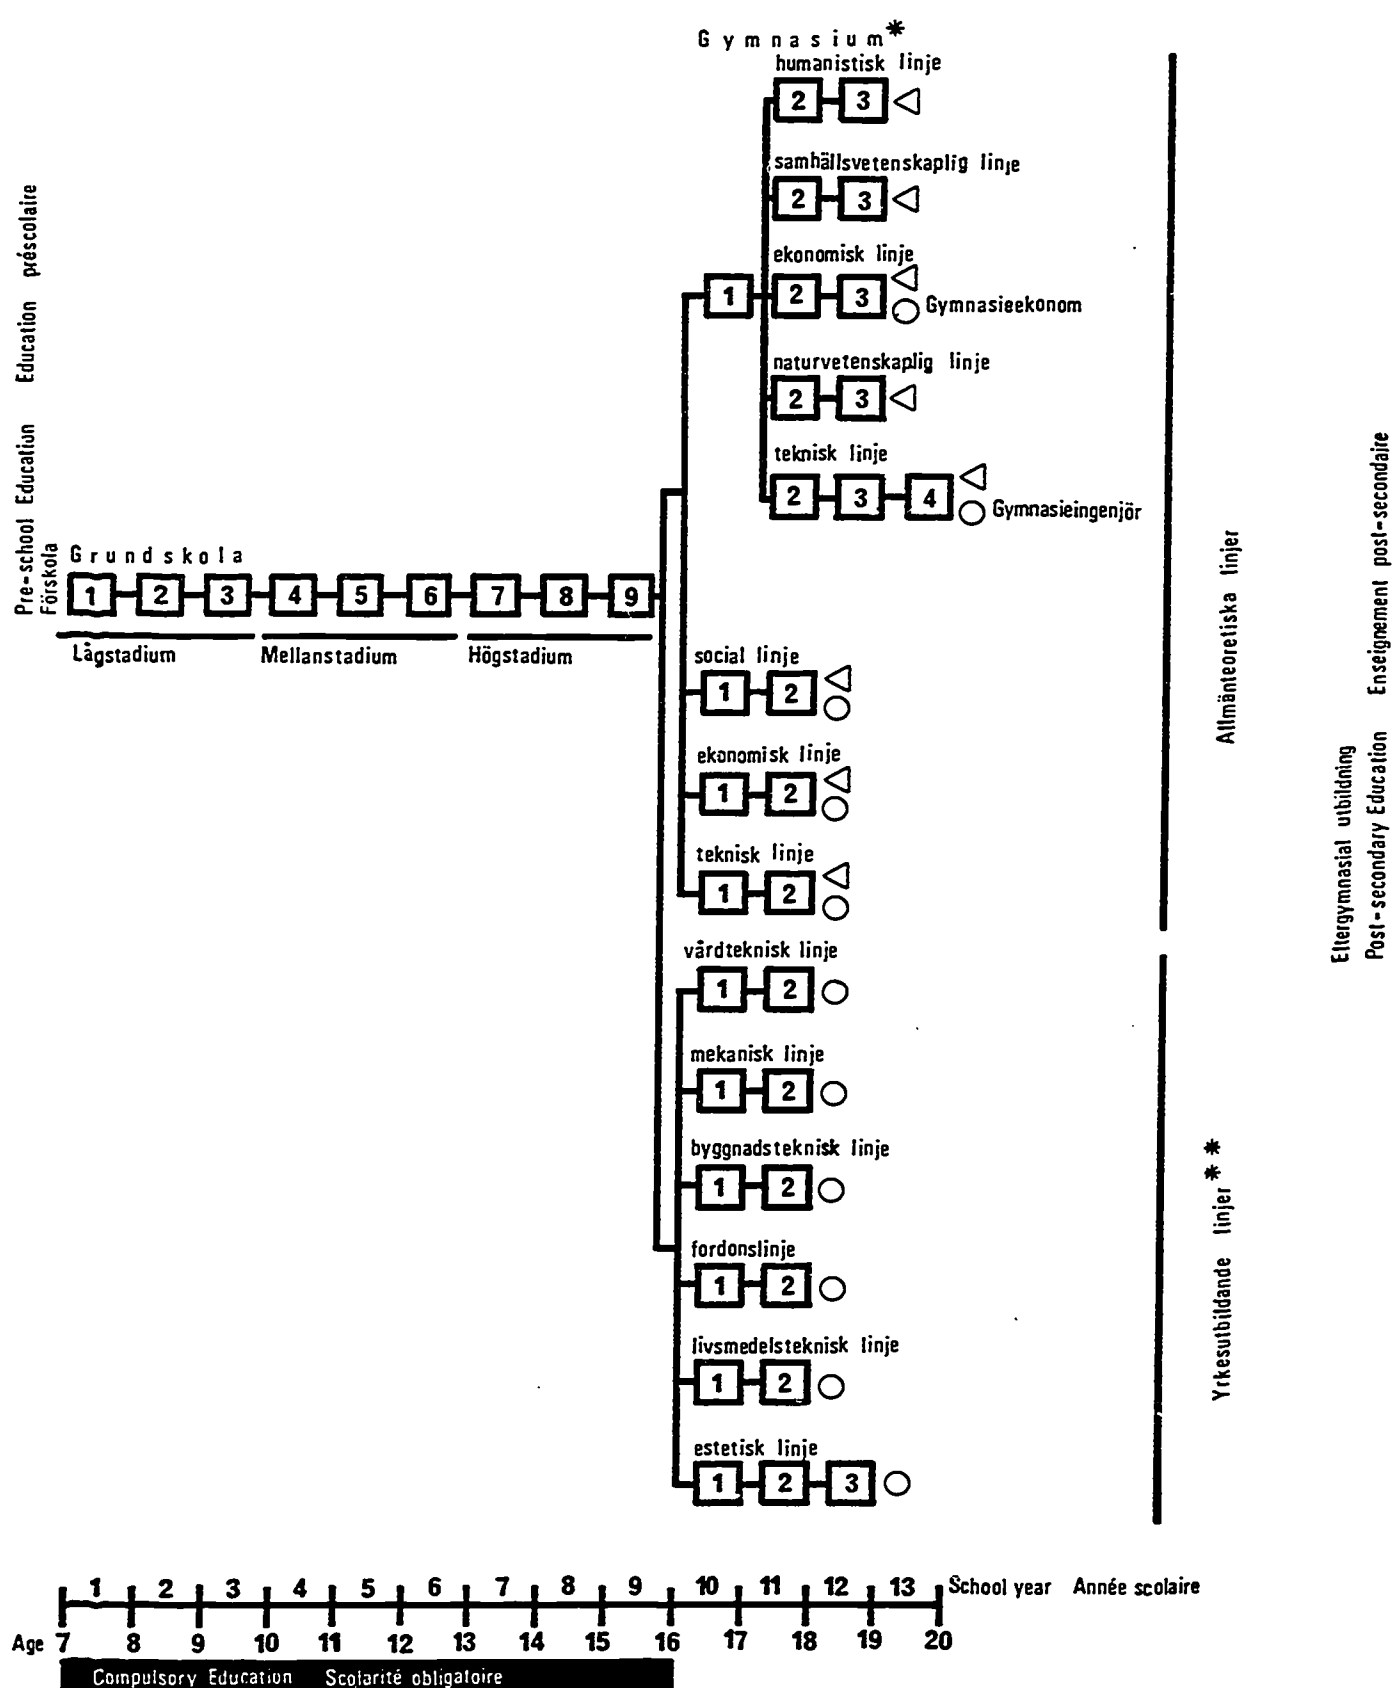 Gymnasium*
humanistisk linje
2 3
samhällsvetenskaplig linje
2 3
ekonomisk linje
1 2 3 Gymnasieekonom
naturvetenskaplig linje
2 3
teknisk linje
2 3 4 Gymnasieingenjör
Pre-school Education Education préscolaire
Förskola
Grundskola
1 2 3 4 5 6 7 8 9
Lågstadium Mellanstadium Högstadium
social linje
1 2
ekonomisk linje
1 2
teknisk linje
1 2
vårdteknisk linje
1 2
mekanisk linje
1 2
byggnadsteknisk linje
1 2
fordonslinje
1 2
livsmedelsteknisk linje
1 2
estetisk linje
1 2 3
Allmänteoretiska linjer
Yrkesutbildande linjer**
Eftergymnasial utbildning
Post-secondary Education Enseignement post-secondaire
1 2 3 4 5 6 7 8 9 10 11 12 13 School year Année scolaire
Age 7 8 9 10 11 12 13 14 15 16 17 18 19 20
Compulsory Education Scolarité obligatoire